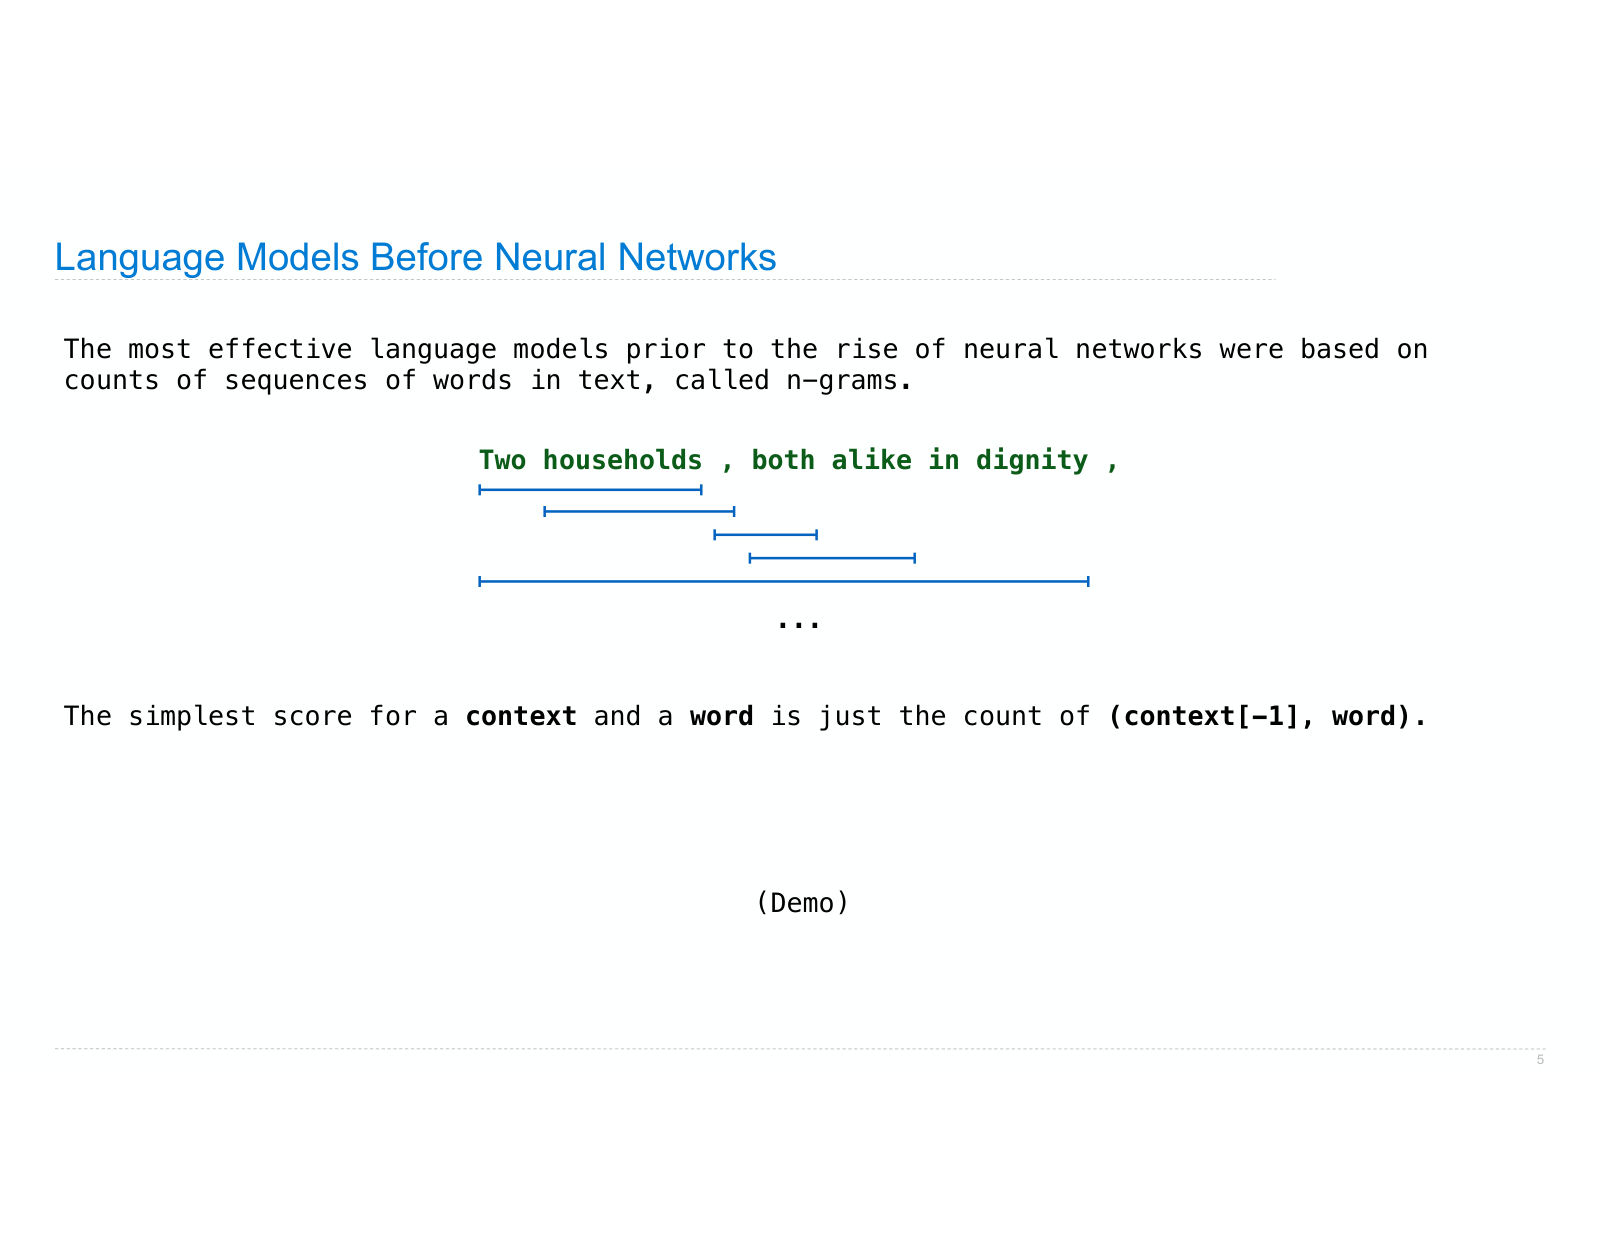 Language Models Before Neural Networks
The most effective language models prior to the rise of neural networks were based on
counts of sequences of words in text, called n-grams.
Two households , both alike in dignity ,
...
The simplest score for a context and a word is just the count of (context[-1], word).
(Demo)
5